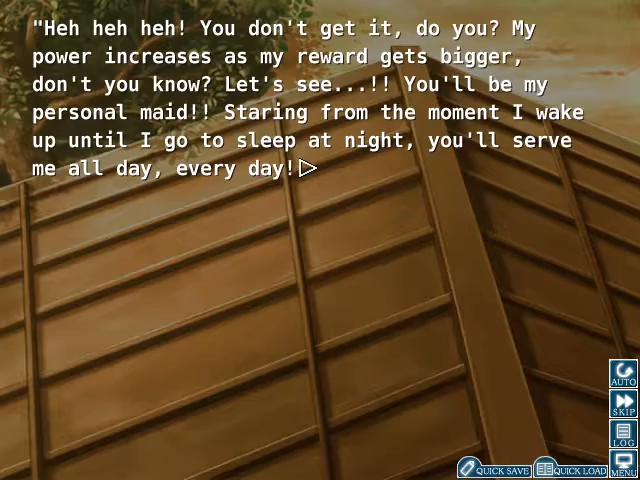 "Heh heh heh! You don't get it, do you? My
power increases as my reward gets bigger,
don't you know? Let's see...!! You'll be my
personal maid!! Staring from the moment I wake
up until I go to sleep at night, you'll serve
me all day, every day!
AUTO
SKIP
LOG
MENU
QUICK SAVE
QUICK LOAD